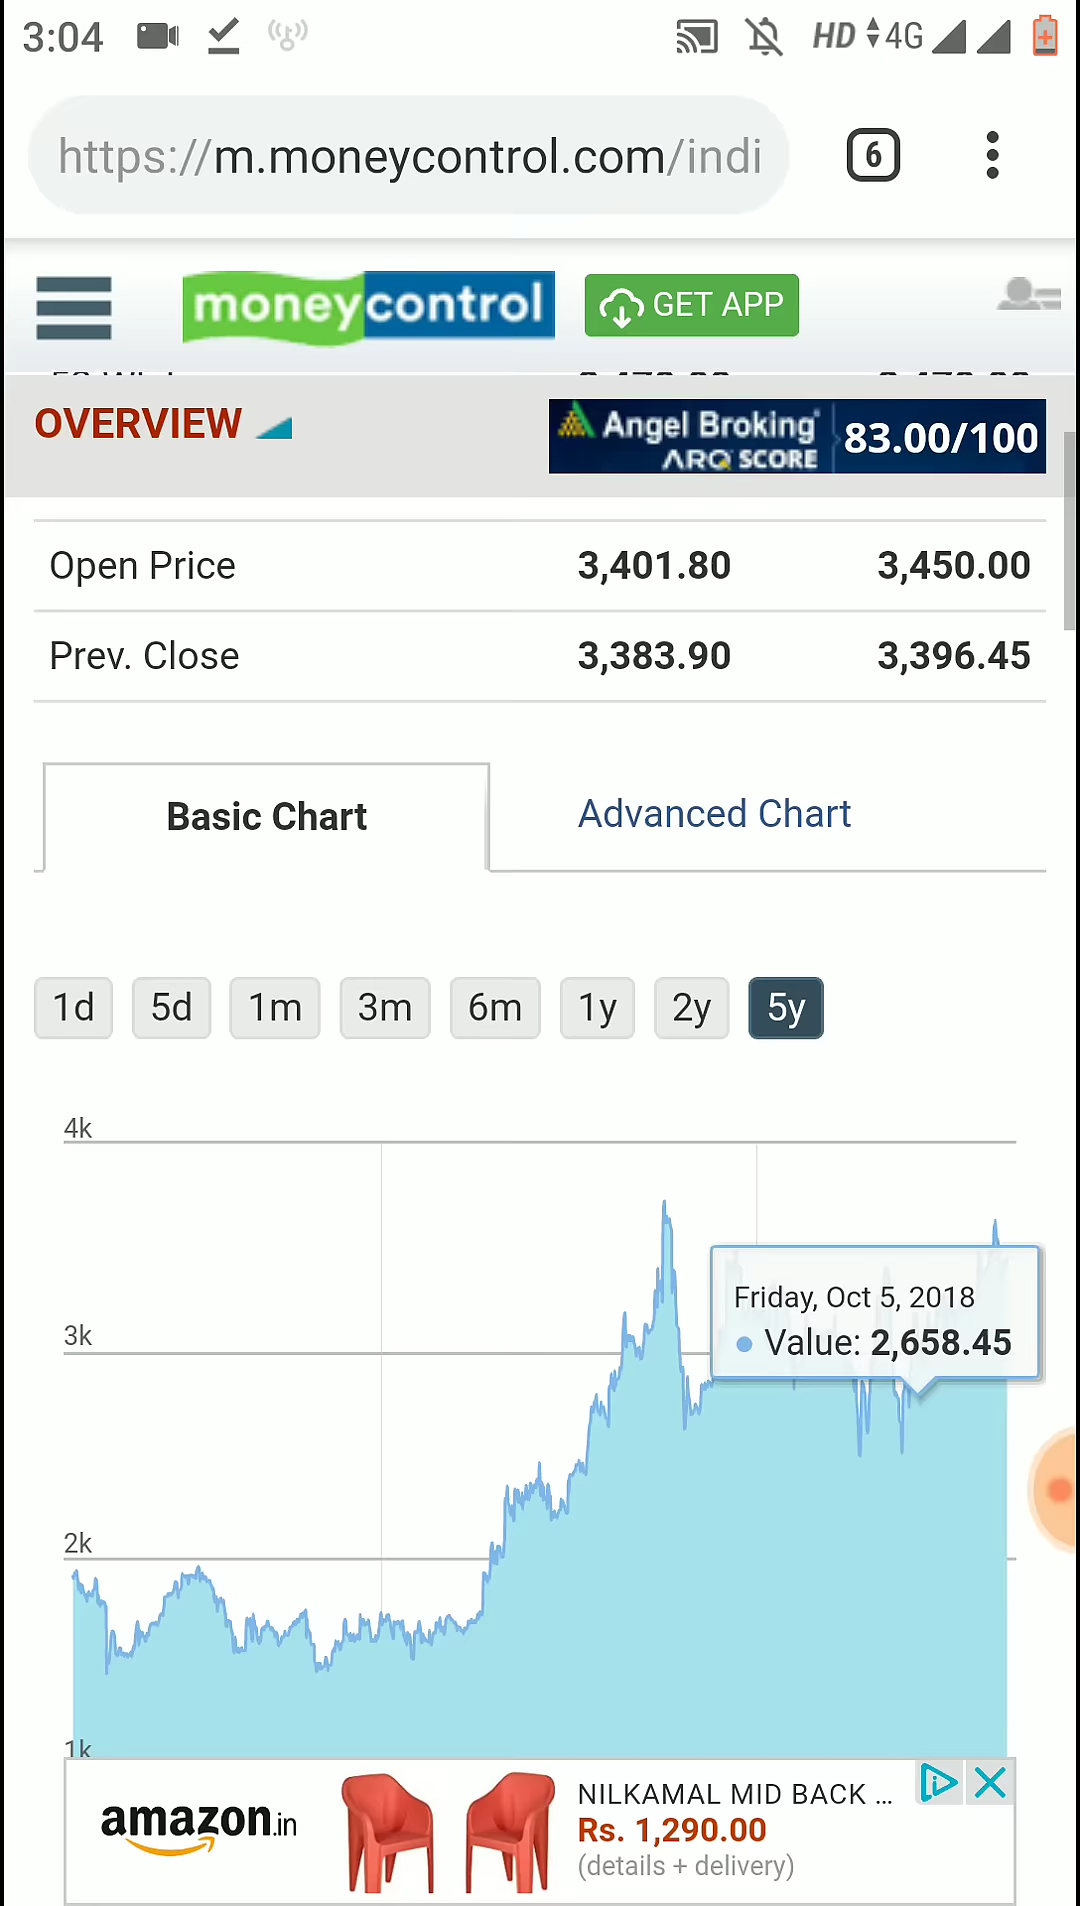 3:04 HD 4G
https://m.moneycontrol.com/indi 6
moneycontrol GET APP
OVERVIEW Angel Broking 83.00/100
ARQ SCORE
Open Price 3,401.80 3,450.00
Prev. Close 3,383.90 3,396.45
Basic Chart Advanced Chart
1d 5d 1m 3m 6m 1y 2y 5y
4k
Friday, Oct 5, 2018
3k
Value: 2,658.45
2k
1k
amazon.in NILKAMAL MID BACK ...
Rs. 1,290.00
(details + delivery)